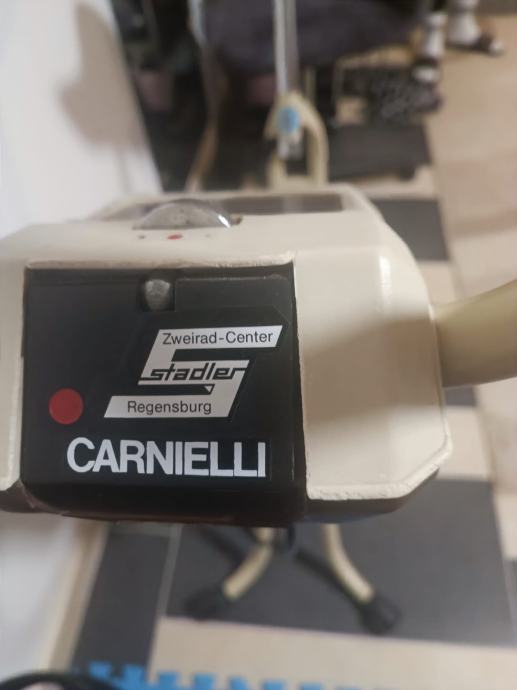 Zweirad-Center
stadler
Regensburg
CARNIELLI